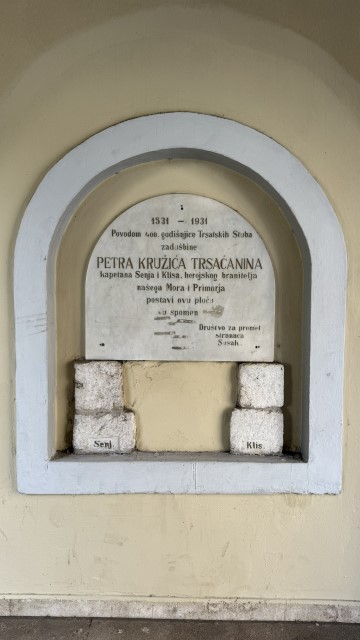 1531 – 1931
Povodom 400 godišnjice Trsatskih Stuba
zadužbine
PETRA KRUŽIĆA TRSAĆANINA
kapetana Senja i Klisa, herojskog branitelja
našega Mora i Primorja
postavi ovu ploču
za spomen
Društvo za promet
stranaca
Sušak.
Senj
Klis